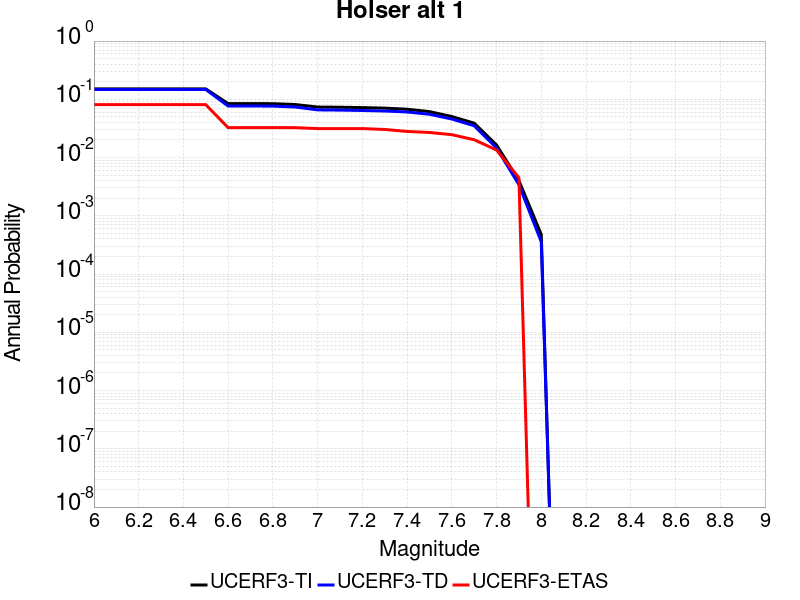 Holser alt 1
10^0
10^-1
10^-2
10^-3
10^-4
10^-5
10^-6
10^-7
10^-8
Annual Probability
6 6.2 6.4 6.6 6.8 7 7.2 7.4 7.6 7.8 8 8.2 8.4 8.6 8.8 9
Magnitude
UCERF3-TI UCERF3-TD UCERF3-ETAS